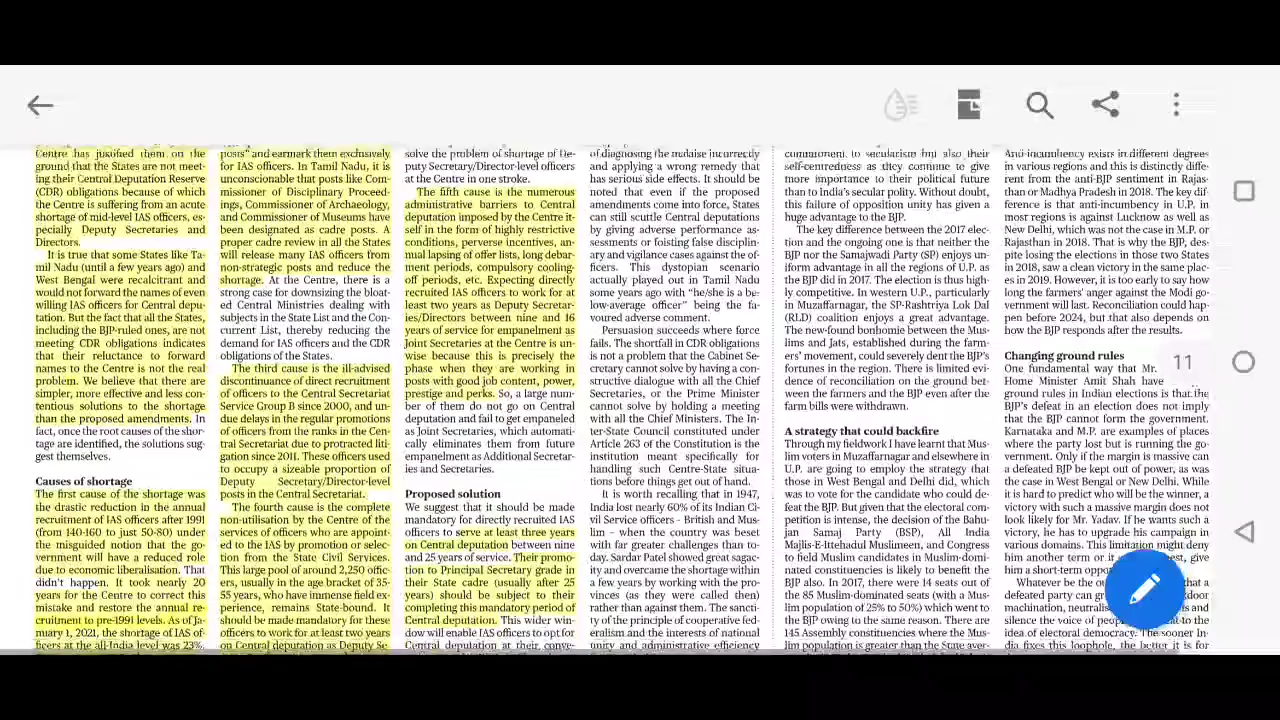 Centre has justified them on the
ground that the States are not meet-
ing their Central Deputation Reserve
(CDR) obligations because of which
the Centre is suffering from an acute
shortage of mid-level IAS officers, es-
pecially Deputy Secretaries and
Directors.
It is true that some States like Ta-
mil Nadu (until a few years ago) and
West Bengal were recalcitrant and
would not forward the names of even
willing IAS officers for Central depu-
tation. But the fact that all the States,
including the BJP-ruled ones, are not
meeting CDR obligations indicates
that their reluctance to forward
names to the Centre is not the real
problem. We believe that there are
simpler, more effective and less con-
tentious solutions to the shortage
than the proposed amendments. In
fact, once the root causes of the shor-
tage are identified, the solutions sug-
gest themselves.
Causes of shortage
The first cause of the shortage was
the drastic reduction in the annual
recruitment of IAS officers after 1991
(from 140-160 to just 50-80) under
the misguided notion that the go-
vernment will have a reduced role
due to economic liberalisation. That
didn't happen. It took nearly 20
years for the Centre to correct this
mistake and restore the annual re-
cruitment to pre-1991 levels. As of Ja-
nuary 1, 2021, the shortage of IAS of-
ficers at the all-India level was 23%.
posts" and earmark them exclusively
for IAS officers. In Tamil Nadu, it is
unconscionable that posts like Com-
missioner of Disciplinary Proceed-
ings, Commissioner of Archaeology,
and Commissioner of Museums have
been designated as cadre posts. A
proper cadre review in all the States
will release many IAS officers from
non-strategic posts and reduce the
shortage. At the Centre, there is a
strong case for downsizing the bloat-
ed Central Ministries dealing with
subjects in the State List and the Con-
current List, thereby reducing the
demand for IAS officers and the CDR
obligations of the States.
The third cause is the ill-advised
discontinuance of direct recruitment
of officers to the Central Secretariat
Service Group B since 2000, and un-
due delays in the regular promotions
of officers from the ranks in the Cen-
tral Secretariat due to protracted liti-
gation since 2011. These officers used
to occupy a sizeable proportion of
Deputy Secretary/Director-level
posts in the Central Secretariat.
The fourth cause is the complete
non-utilisation by the Centre of the
services of officers who are appoint-
ed to the IAS by promotion or selec-
tion from the State Civil Services.
This large pool of around 2,250 offic-
ers, usually in the age bracket of 35-
55 years, who have immense field ex-
perience, remains State-bound. It
should be made mandatory for these
officers to work for at least two years
on Central deputation as Deputy Se-
solve the problem of shortage of De-
puty Secretary/Director-level officers
at the Centre in one stroke.
The fifth cause is the numerous
administrative barriers to Central
deputation imposed by the Centre it-
self in the form of highly restrictive
conditions, perverse incentives, an-
nual lapsing of offer lists, long debar-
ment periods, compulsory cooling-
off periods, etc. Expecting directly
recruited IAS officers to work for at
least two years as Deputy Secretar-
ies/Directors between nine and 16
years of service for empanelment as
Joint Secretaries at the Centre is un-
wise because this is precisely the
phase when they are working in
posts with good job content, power,
prestige and perks. So, a large num-
ber of them do not go on Central
deputation and fail to get empaneled
as Joint Secretaries, which automati-
cally eliminates them from future
empanelment as Additional Secretar-
ies and Secretaries.
Proposed solution
We suggest that it should be made
mandatory for directly recruited IAS
officers to serve at least three years
on Central deputation between nine
and 25 years of service. Their promo-
tion to Principal Secretary grade in
their State cadre (usually after 25
years) should be subject to their
completing this mandatory period of
Central deputation. This wider win-
dow will enable IAS officers to opt for
Central deputation at their conve-
of diagnosing the malaise incorrectly
and applying a wrong remedy that
has serious side effects. It should be
noted that even if the proposed
amendments come into force, States
can still scuttle Central deputations
by giving adverse performance as-
sessments or foisting false disciplin-
ary and vigilance cases against the of-
ficers. This dystopian scenario
actually played out in Tamil Nadu
some years ago with "he/she is a be-
low-average officer" being the fa-
voured adverse comment.
Persuasion succeeds where force
fails. The shortfall in CDR obligations
is not a problem that the Cabinet Se-
cretary cannot solve by having a con-
structive dialogue with all the Chief
Secretaries, or the Prime Minister
cannot solve by holding a meeting
with all the Chief Ministers. The In-
ter-State Council constituted under
Article 263 of the Constitution is the
institution meant specifically for
handling such Centre-State situa-
tions before things get out of hand.
It is worth recalling that in 1947,
India lost nearly 60% of its Indian Ci-
vil Service officers - British and Mus-
lim - when the country was beset
with far greater challenges than to-
day. Sardar Patel showed great sagac-
ity and overcame the shortage within
a few years by working with the pro-
vinces (as they were called then)
rather than against them. The sancti-
ty of the principle of cooperative fed-
eralism and the interests of national
unity and administrative efficiency
commitment to secularism but also their
self-centredness as they continue to give
more importance to their political future
than to India's secular polity. Without doubt,
this failure of opposition unity has given a
huge advantage to the BJP.
The key difference between the 2017 elec-
tion and the ongoing one is that neither the
BJP nor the Samajwadi Party (SP) enjoys un-
iform advantage in all the regions of U.P. as
the BJP did in 2017. The election is thus high-
ly competitive. In western U.P., particularly
in Muzaffarnagar, the SP-Rashtriya Lok Dal
(RLD) coalition enjoys a great advantage.
The new-found bonhomie between the Mus-
lims and Jats, established during the farm-
ers' movement, could severely dent the BJP's
fortunes in the region. There is limited evi-
dence of reconciliation on the ground bet-
ween the farmers and the BJP even after the
farm bills were withdrawn.
A strategy that could backfire
Through my fieldwork I have learnt that Mus-
lim voters in Muzaffarnagar and elsewhere in
U.P. are going to employ the strategy that
those in West Bengal and Delhi did, which
was to vote for the candidate who could de-
feat the BJP. But given that the electoral com-
petition is intense, the decision of the Bahu-
jan Samaj Party (BSP), All India
Majlis-E-Ittehadul Muslimeen, and Congress
to field Muslim candidates in Muslim-domi-
nated constituencies is likely to benefit the
BJP also. In 2017, there were 14 seats out of
the 85 Muslim-dominated seats (with a Mus-
lim population of 25% to 50%) which went to
the BJP owing to the same reason. There are
145 Assembly constituencies where the Mus-
lim population is greater than the State aver-
Anti-incumbency exists in different degrees
in various regions and this is distinctly diffe-
rent from the anti-BJP sentiment in Rajas-
than or Madhya Pradesh in 2018. The key dif-
ference is that anti-incumbency in U.P. in
most regions is against Lucknow as well as
New Delhi, which was not the case in M.P. or
Rajasthan in 2018. That is why the BJP, des-
pite losing the elections in those two States
in 2018, saw a clean victory in the same plac-
es in 2019. However, it is too early to say how
long the farmers' anger against the Modi go-
vernment will last. Reconciliation could hap-
pen before 2024, but that also depends on
how the BJP responds after the results.
Changing ground rules
One fundamental way that Mr.
Home Minister Amit Shah have
ground rules in Indian elections is that the
BJP's defeat in an election does not imply
that the BJP cannot form the government.
Karnataka and M.P. are examples of places
where the party lost but is running the go-
vernment. Only if the margin is massive can
a defeated BJP be kept out of power, as was
the case in West Bengal or New Delhi. While
it is hard to predict who will be the winner, a
victory with such a massive margin does not
look likely for Mr. Yadav. If he wants such a
victory, he has to upgrade his campaign in
various domains. This limitation might deny
him another term or it give
him a short-term
Whatever be the that a
defeated party can
machination, and
silence the voice of to the
idea of electoral democracy. The sooner In-
dia fixes this loophole, the better it is for
11